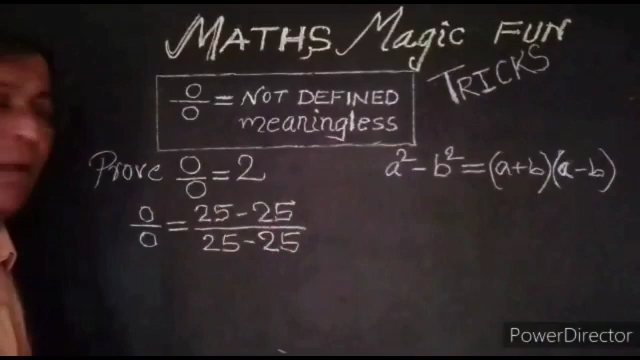 MATHS Magic FUN
TRICKS
0/0 = NOT DEFINED
meaningless
Prove 0/0 = 2
a² - b² = (a+b)(a-b)
0/0 = 25-25/25-25
PowerDirector